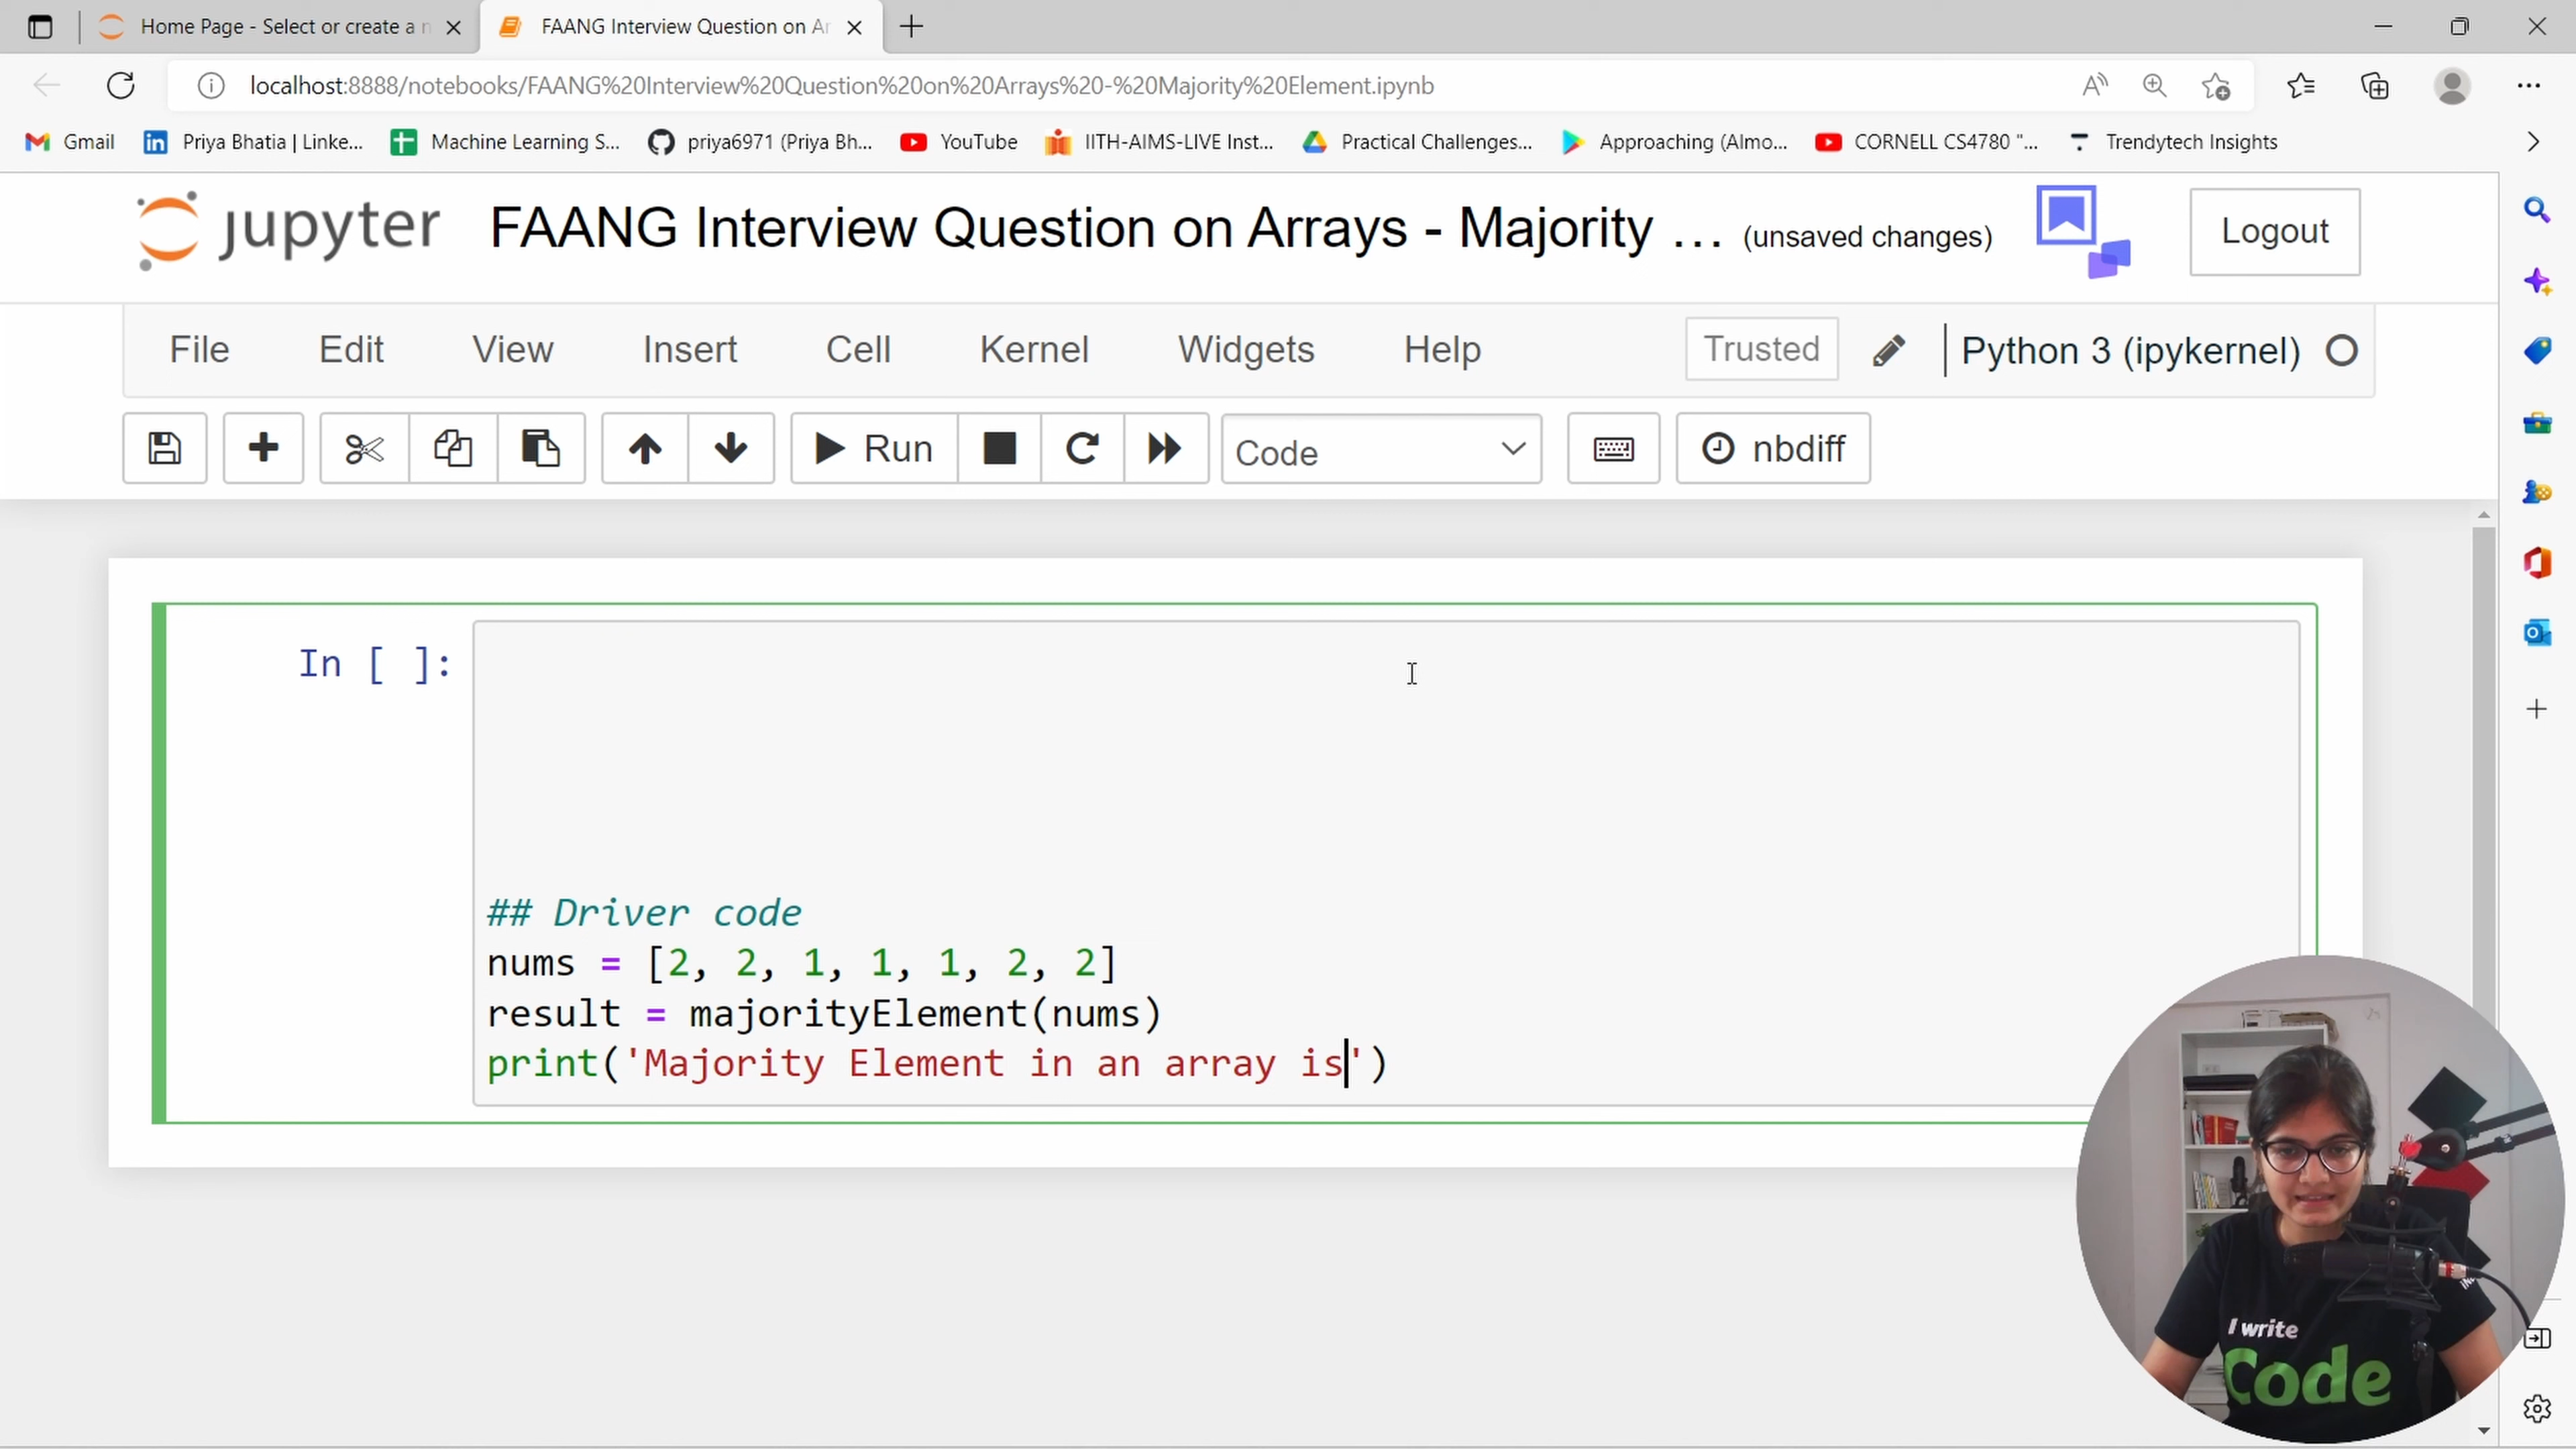 Home Page - Select or create a n
FAANG Interview Question on Ar
localhost:8888/notebooks/FAANG%20Interview%20Question%20on%20Arrays%20-%20Majority%20Element.ipynb
Gmail
Priya Bhatia | Linke...
Machine Learning S...
priya6971 (Priya Bh...
YouTube
IITH-AIMS-LIVE Inst...
Practical Challenges...
Approaching (Almo...
CORNELL CS4780 "...
Trendytech Insights
jupyter FAANG Interview Question on Arrays - Majority ... (unsaved changes)
Logout
File Edit View Insert Cell Kernel Widgets Help
Trusted
Python 3 (ipykernel)
Run
Code
nbdiff
In [ ]:
## Driver code
nums = [2, 2, 1, 1, 1, 2, 2]
result = majorityElement(nums)
print('Majority Element in an array is')
I write
Code